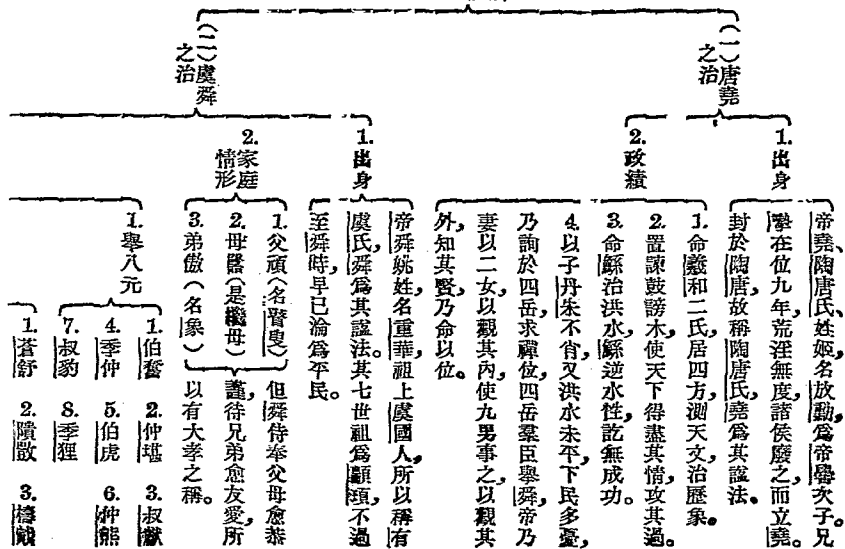 (一)唐堯
之治
1.出身
帝堯、陶唐氏、姓姬,名放勳,爲帝嚳次子。兄
摯在位九年,荒淫無度,諸侯廢之而立堯。
封於陶唐,故稱陶唐氏,堯爲其諡法。
2.政績
1.命羲和二氏居四方,測天文,治歷象。
2.置諫鼓謗木,使天下得盡其情,攻其過。
3.命鯀治洪水,鯀逆水性,訖無成功。
4.以子丹朱不肖,又洪水未平,下民多憂,
乃詢於四岳,求禪位,四岳羣臣舉舜,帝乃
妻以二女,以觀其內,使九男事之,以觀其
外,知其賢,乃命以位。
(二)虞舜
之治
1.出身
帝舜姚姓,名重華,祖上虞國人,所以稱有
虞氏,舜爲其諡法。其七世祖爲顓頊,不過
至舜時,早已淪爲平民。
2.家庭
情形
1.父頑(名瞽叟)
2.母嚚(是繼母)
3.弟傲(名象)
但舜侍奉父母愈恭
謹,待兄弟愈友愛,所
以有大孝之稱。
1.舉八元
1.伯奮 2.仲堪 3.叔獻
4.季仲 5.伯虎 6.仲熊
7.叔豹 8.季狸
1.蒼舒 2.隤敳 3.檮戭